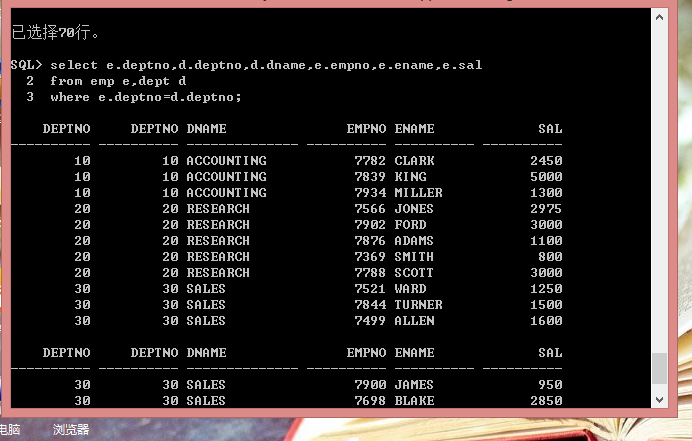 已选择70行。
SQL> select e.deptno,d.deptno,d.dname,e.empno,e.ename,e.sal
2 from emp e,dept d
3 where e.deptno=d.deptno;
DEPTNO DEPTNO DNAME EMPNO ENAME SAL
---------- ---------- -------------- ---------- ---------- ----------
10 10 ACCOUNTING 7782 CLARK 2450
10 10 ACCOUNTING 7839 KING 5000
10 10 ACCOUNTING 7934 MILLER 1300
20 20 RESEARCH 7566 JONES 2975
20 20 RESEARCH 7902 FORD 3000
20 20 RESEARCH 7876 ADAMS 1100
20 20 RESEARCH 7369 SMITH 800
20 20 RESEARCH 7788 SCOTT 3000
30 30 SALES 7521 WARD 1250
30 30 SALES 7844 TURNER 1500
30 30 SALES 7499 ALLEN 1600
DEPTNO DEPTNO DNAME EMPNO ENAME SAL
---------- ---------- -------------- ---------- ---------- ----------
30 30 SALES 7900 JAMES 950
30 30 SALES 7698 BLAKE 2850
电脑 浏览器